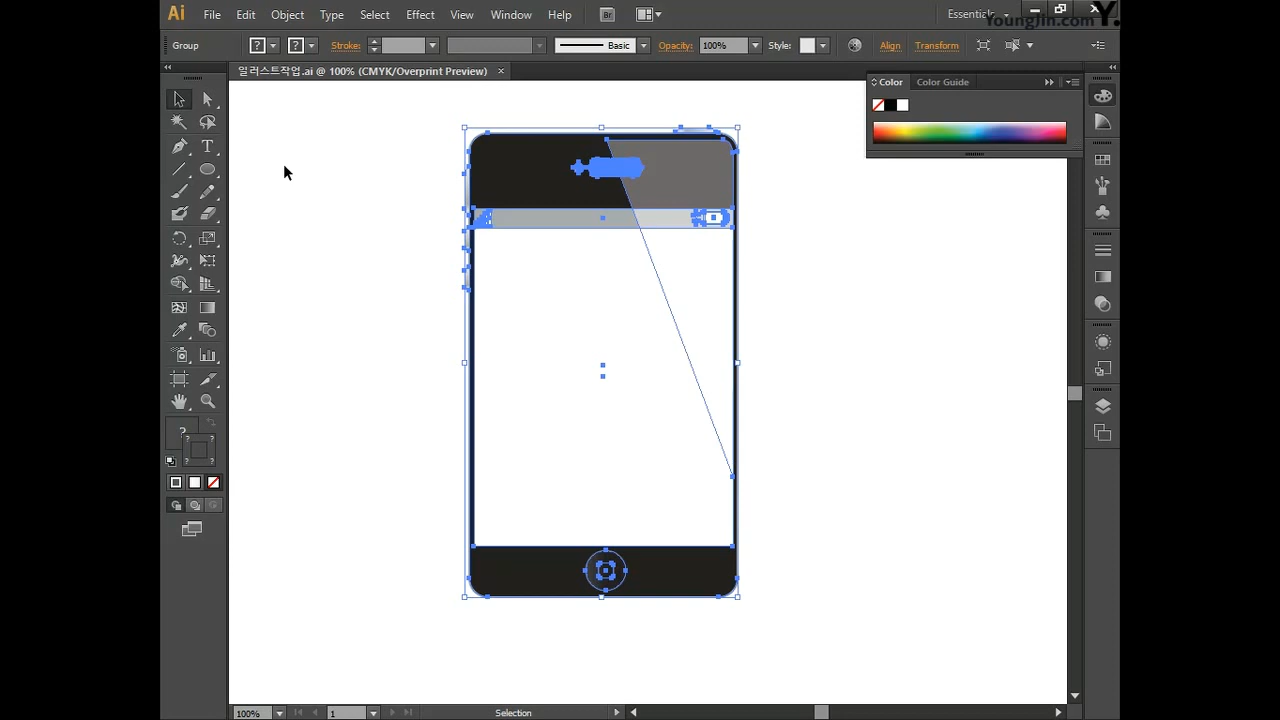 Ai File Edit Object Type Select Effect View Window Help Br Essentials
YoungJin.com Y.
Group ? ? Stroke: Basic Opacity: 100% Style: Align Transform
일러스트작업.ai @ 100% (CMYK/Overprint Preview) ×
Color Color Guide
T
?
? ?
? ?
100% 1 Selection